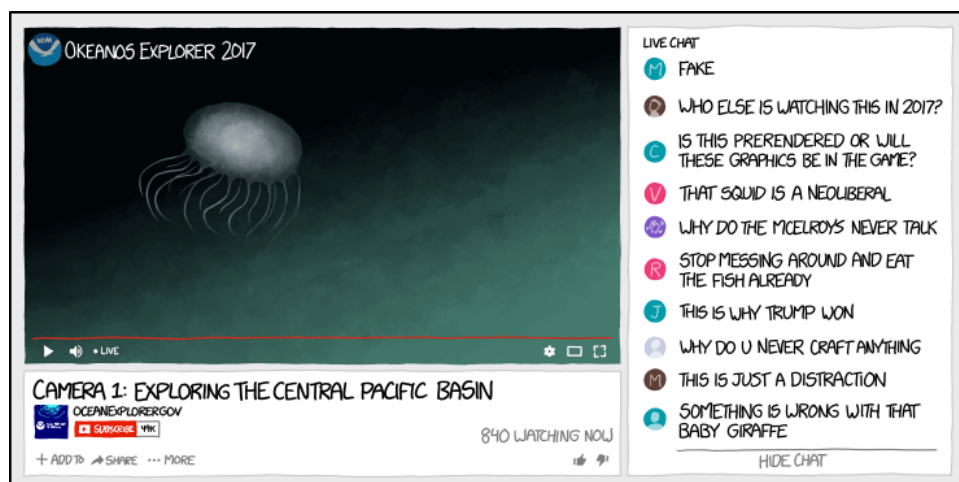 OKEANOS EXPLORER 2017
LIVE
CAMERA 1: EXPLORING THE CENTRAL PACIFIC BASIN
OCEANEXPLORERGOV
SUBSCRIBE 49K
840 WATCHING NOW
+ ADD TO SHARE ... MORE
LIVE CHAT
M FAKE
WHO ELSE IS WATCHING THIS IN 2017?
C IS THIS PRERENDERED OR WILL
THESE GRAPHICS BE IN THE GAME?
V THAT SQUID IS A NEOLIBERAL
WHY DO THE MCELROYS NEVER TALK
R STOP MESSING AROUND AND EAT
THE FISH ALREADY
J THIS IS WHY TRUMP WON
WHY DO U NEVER CRAFT ANYTHING
M THIS IS JUST A DISTRACTION
SOMETHING IS WRONG WITH THAT
BABY GIRAFFE
HIDE CHAT